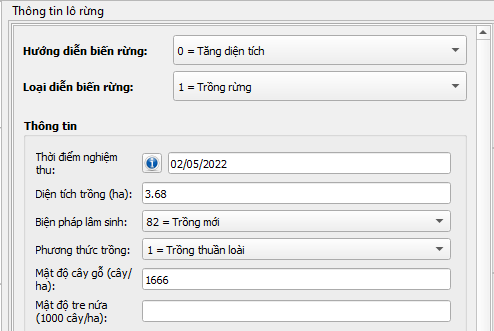 Thông tin lô rừng
Hướng diễn biến rừng: 0 = Tăng diện tích
Loại diễn biến rừng: 1 = Trồng rừng
Thông tin
Thời điểm nghiệm
thu: 02/05/2022
Diện tích trồng (ha): 3.68
Biện pháp lâm sinh: 82 = Trồng mới
Phương thức trồng: 1 = Trồng thuần loài
Mật độ cây gỗ (cây/
ha): 1666
Mật độ tre nứa
(1000 cây/ha):